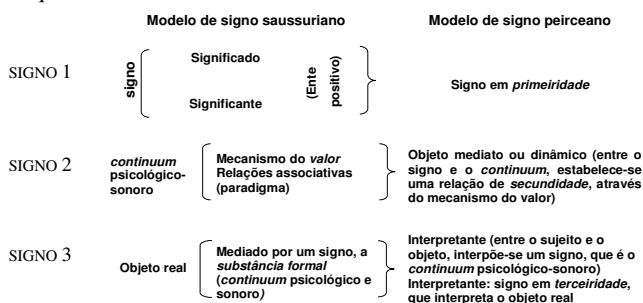 Modelo de signo saussuriano Modelo de signo peirceano
SIGNO 1
signo
Significado
Significante
(Ente
positivo)
Signo em primeiridade
SIGNO 2
continuum
psicológico-
sonoro
Mecanismo do valor
Relações associativas
(paradigma)
Objeto mediato ou dinâmico (entre o
signo e o continuum, estabelece-se
uma relação de secundidade, através
do mecanismo do valor)
SIGNO 3
Objeto real
Mediado por um signo, a
substância formal
(continuum psicológico e
sonoro)
Interpretante (entre o sujeito e o
objeto, interpõe-se um signo, que é o
continuum psicológico-sonoro)
Interpretante: signo em terceiridade,
que interpreta o objeto real